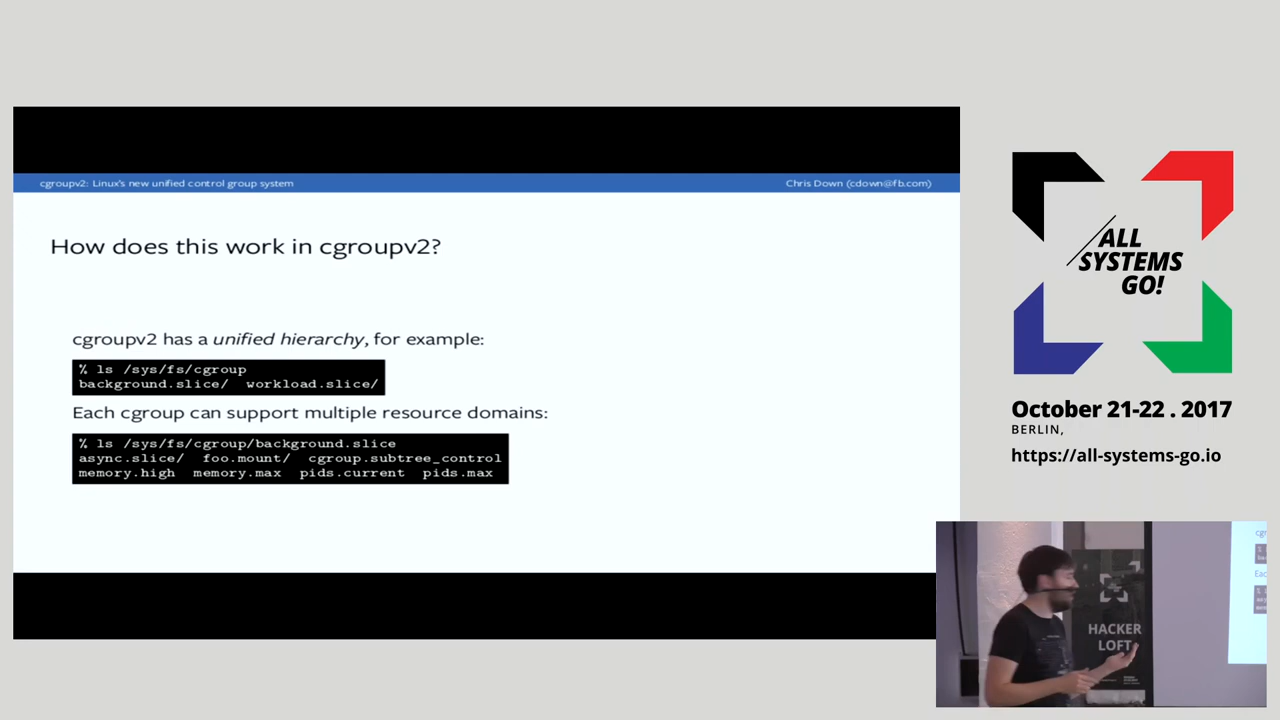 cgroupv2: Linux's new unified control group system
Chris Down (cdown@fb.com)
How does this work in cgroupv2?
cgroupv2 has a unified hierarchy, for example:
% ls /sys/fs/cgroup
background.slice/ workload.slice/
Each cgroup can support multiple resource domains:
% ls /sys/fs/cgroup/background.slice
async.slice/ foo.mount/ cgroup.subtree_control
memory.high memory.max pids.current pids.max
ALL
SYSTEMS
GO!
October 21-22 . 2017
BERLIN,
https://all-systems-go.io
HACKER
LOFT